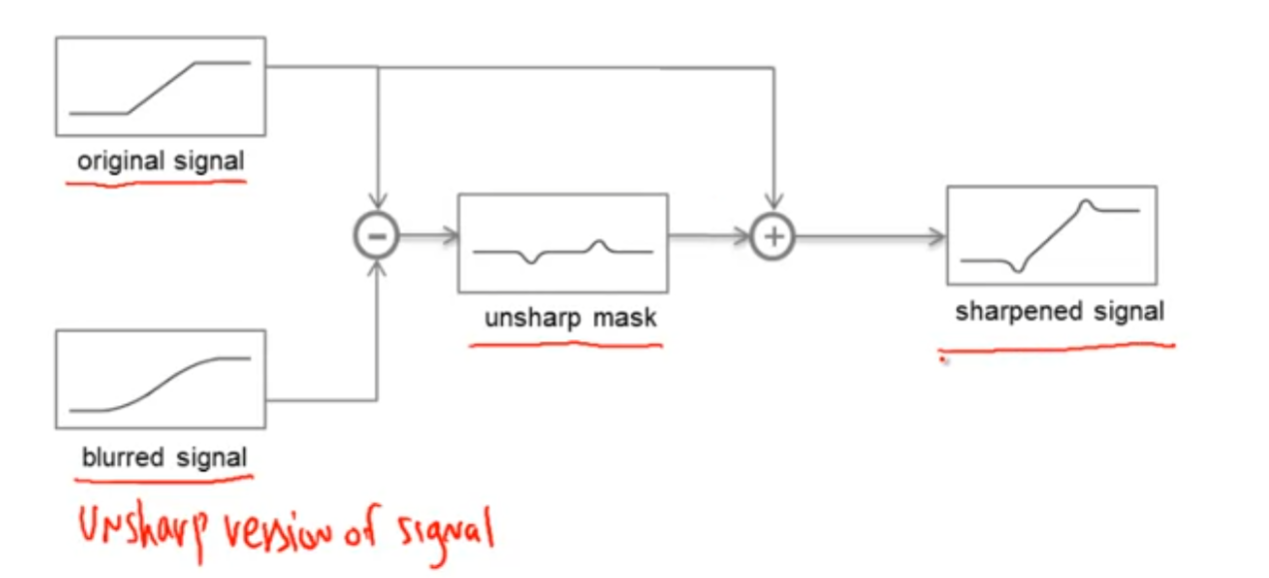 original signal
−
+
unsharp mask
sharpened signal
blurred signal
Unsharp version of signal